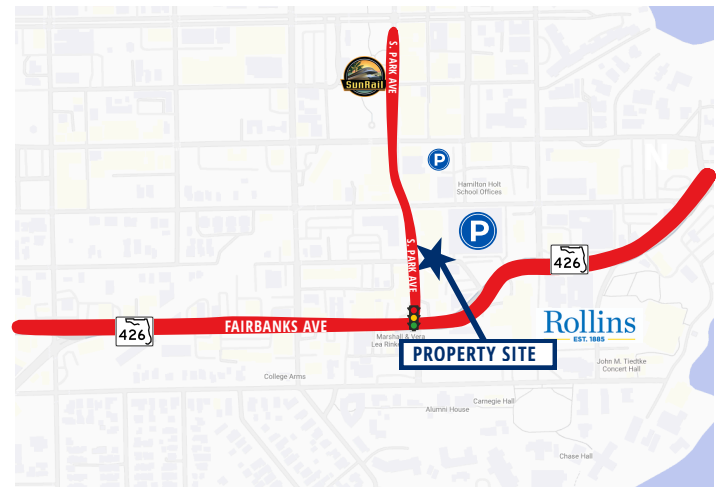 S. PARK AVE
SunRail
P
N
Hamilton Holt
School Offices
P
S. PARK AVE
426
Rollins
EST. 1885
FAIRBANKS AVE
426
Marshall & Vera
Lea
PROPERTY SITE
John M. Tiedtke
Concert Hall
College Arms
Carnegie Hall
Alumni House
Chase Hall